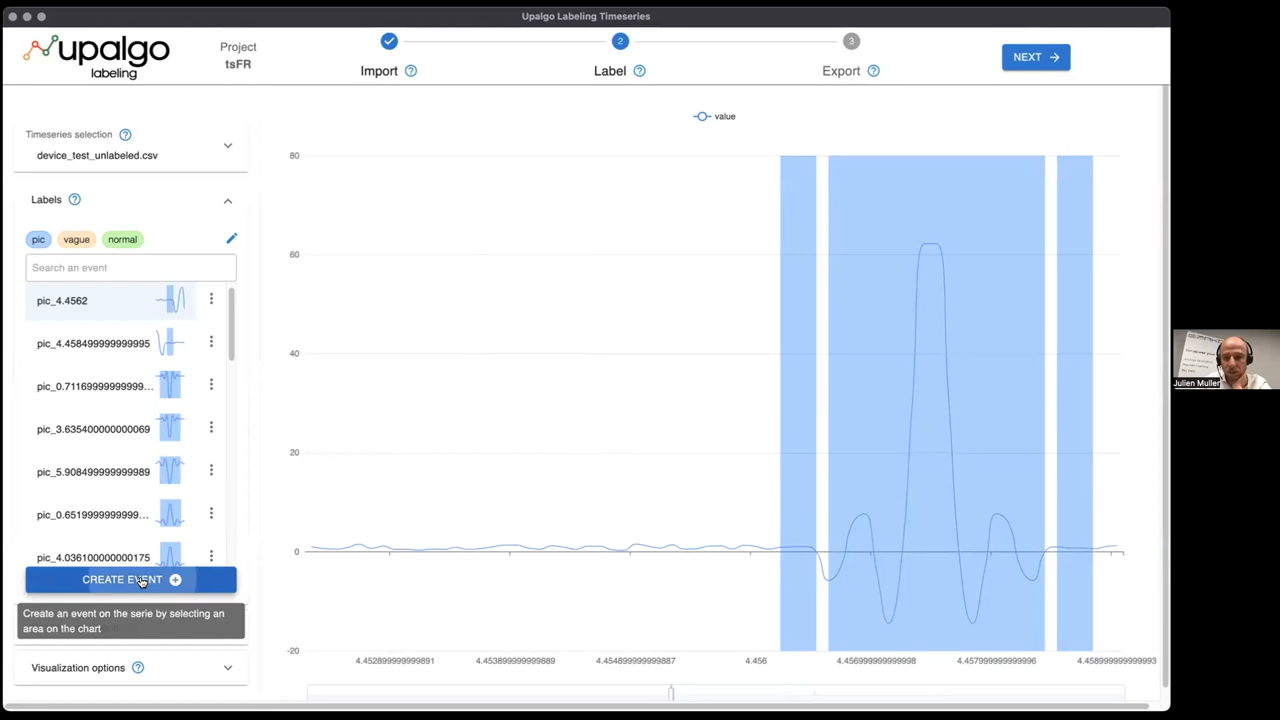 Upalgo Labeling Timeseries
upalgo
labeling
Project
tsFR
2
3
Import ?
Label ?
Export ?
NEXT →
Timeseries selection ?
device_test_unlabeled.csv
Labels ?
pic vague normal
Search an event
pic_4.4562
pic_4.458499999999995
pic_0.71169999999999...
pic_3.635400000000069
pic_5.908499999999989
pic_0.6519999999999...
pic_4.036100000000175
CREATE EVENT +
Create an event on the serie by selecting an
area on the chart
Visualization options ?
value
80
60
40
20
0
-20
4.452899999999891
4.453899999999889
4.454899999999887
4.456
4.456999999999998
4.457999999999996
4.458999999999993
Julien Muller